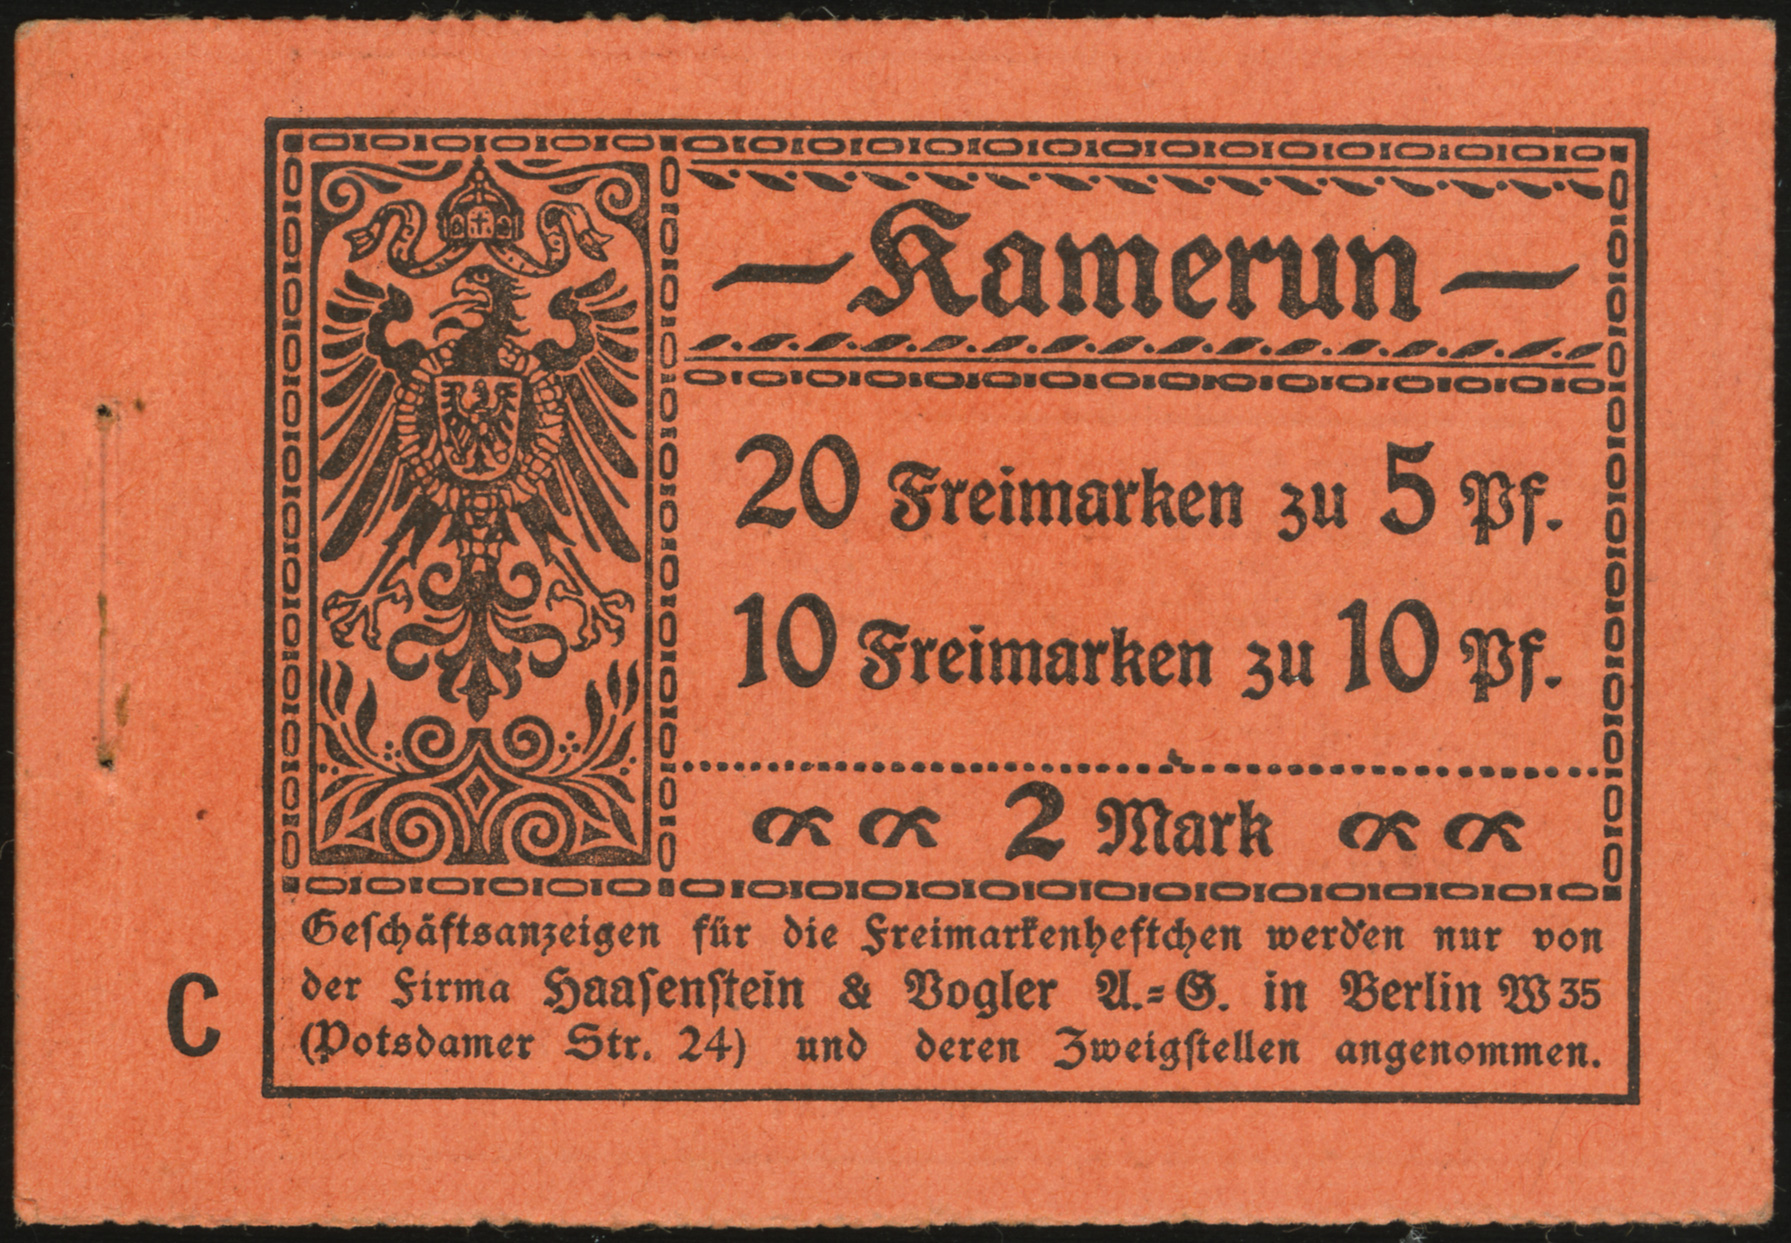 Kamerun
20 Freimarken zu 5 Pf.
10 Freimarken zu 10 Pf.
2 Mark
Geſchäftsanzeigen für die Freimarkenheftchen werden nur von
der Firma Haaſenſtein & Vogler A.=G. in Berlin W 35
(Potsdamer Str. 24) und deren Zweigſtellen angenommen.
C